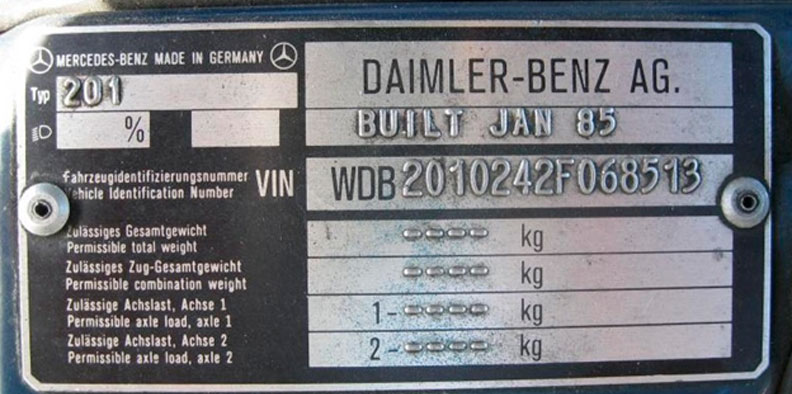 MERCEDES-BENZ MADE IN GERMANY
Typ 201
%
DAIMLER-BENZ AG.
BUILT JAN 85
Fahrzeugidentifizierungsnummer
Vehicle Identification Number VIN WDB2010242F068513
Zulässiges Gesamtgewicht
Permissible total weight ---- kg
Zulässiges Zug-Gesamtgewicht
Permissible combination weight ---- kg
Zulässige Achslast, Achse 1
Permissible axle load, axle 1 1- ---- kg
Zulässige Achslast, Achse 2
Permissible axle load, axle 2 2- ---- kg